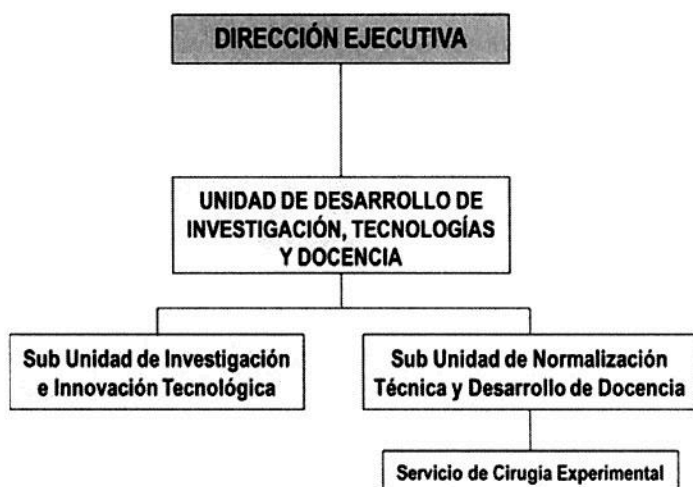 DIRECCIÓN EJECUTIVA
UNIDAD DE DESARROLLO DE
INVESTIGACIÓN, TECNOLOGÍAS
Y DOCENCIA
Sub Unidad de Investigación
e Innovación Tecnológica
Sub Unidad de Normalización
Técnica y Desarrollo de Docencia
Servicio de Cirugía Experimental